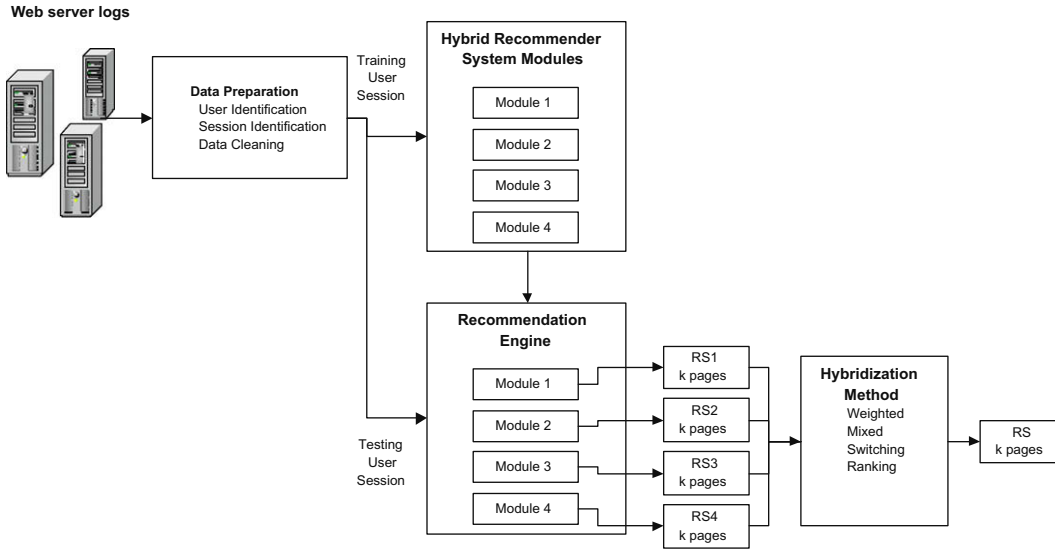 Web server logs
Data Preparation
User Identification
Session Identification
Data Cleaning
Training
User
Session
Hybrid Recommender
System Modules
Module 1
Module 2
Module 3
Module 4
Testing
User
Session
Recommendation
Engine
Module 1
Module 2
Module 3
Module 4
RS1
k pages
RS2
k pages
RS3
k pages
RS4
k pages
Hybridization
Method
Weighted
Mixed
Switching
Ranking
RS
k pages